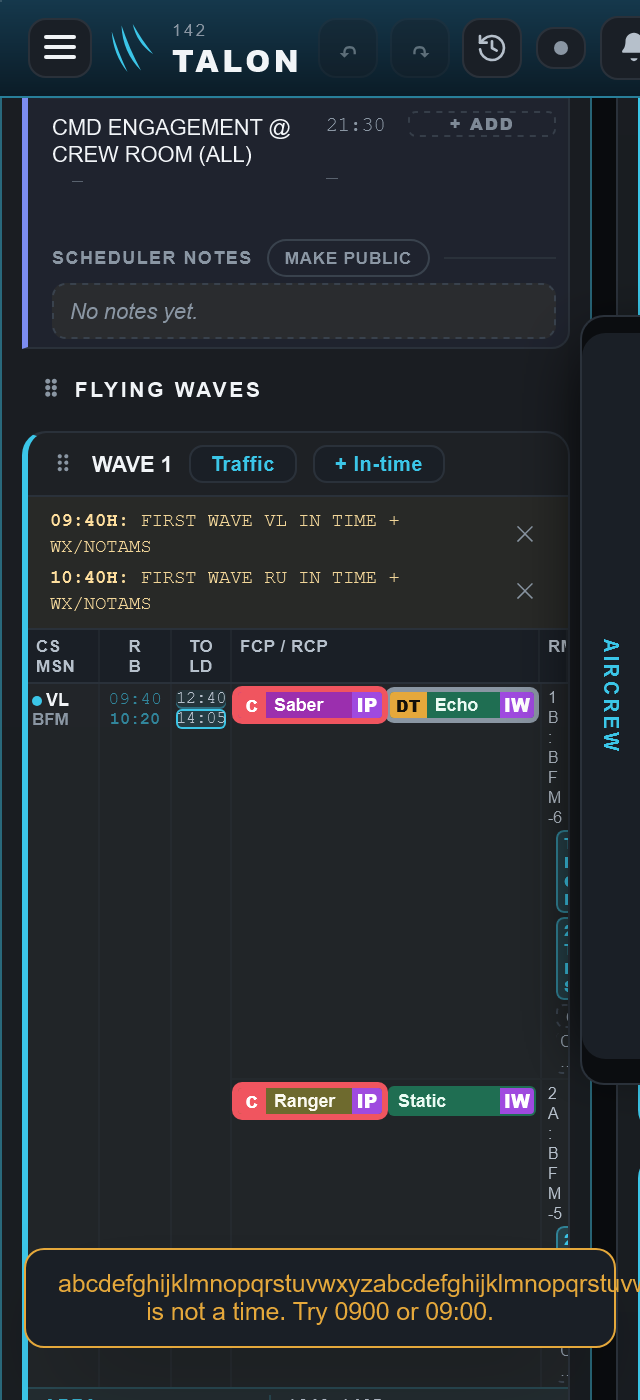 142
TALON
CMD ENGAGEMENT @ 21:30 + ADD
CREW ROOM (ALL)
– –
SCHEDULER NOTES MAKE PUBLIC
No notes yet.
FLYING WAVES
WAVE 1 Traffic + In-time
09:40H: FIRST WAVE VL IN TIME +
WX/NOTAMS
10:40H: FIRST WAVE RU IN TIME +
WX/NOTAMS
CS R TO FCP / RCP
MSN B LD
VL 09:40 12:40 C Saber IP DT Echo IW
BFM 10:20 14:05
1
B
:
B
F
M
-6
AIRCREW
C Ranger IP Static IW
2
A
:
B
F
M
-5
abcdefghijklmnopqrstuvwxyzabcdefghijklmnopqrstuv
is not a time. Try 0900 or 09:00.